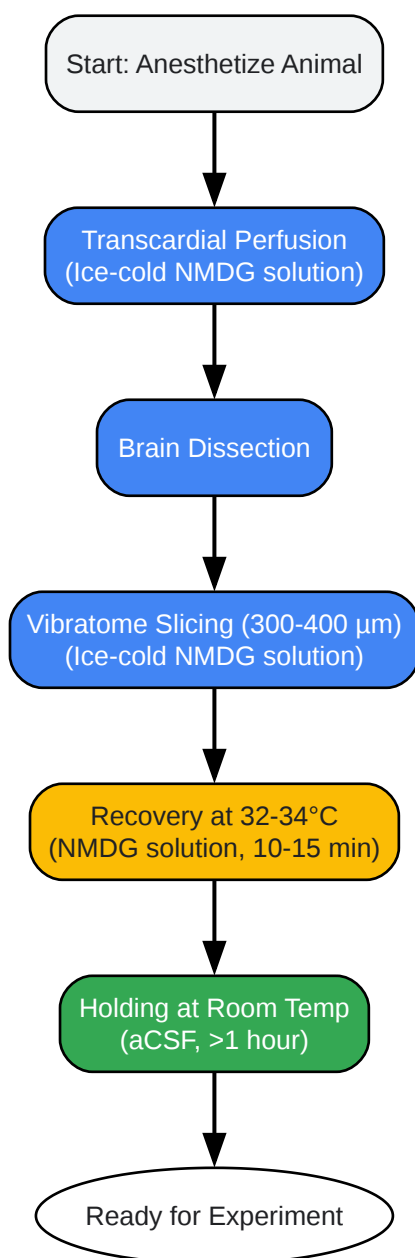 Start: Anesthetize Animal
Transcardial Perfusion
(Ice-cold NMDG solution)
Brain Dissection
Vibratome Slicing (300-400 µm)
(Ice-cold NMDG solution)
Recovery at 32-34°C
(NMDG solution, 10-15 min)
Holding at Room Temp
(aCSF, >1 hour)
Ready for Experiment